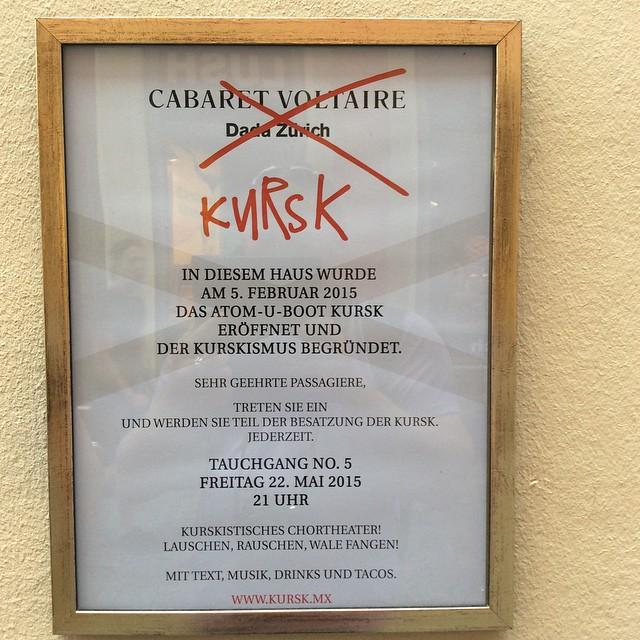 CABARET VOLTAIRE
Dada Zürich
KURSK
IN DIESEM HAUS WURDE
AM 5. FEBRUAR 2015
DAS ATOM-U-BOOT KURSK
ERÖFFNET UND
DER KURSKISMUS BEGRÜNDET.
SEHR GEEHRTE PASSAGIERE,
TRETEN SIE EIN
UND WERDEN SIE TEIL DER BESATZUNG DER KURSK.
JEDERZEIT.
TAUCHGANG NO. 5
FREITAG 22. MAI 2015
21 UHR
KURSKISTISCHES CHORTHEATER!
LAUSCHEN, RAUSCHEN, WALE FANGEN!
MIT TEXT, MUSIK, DRINKS UND TACOS.
WWW.KURSK.MX